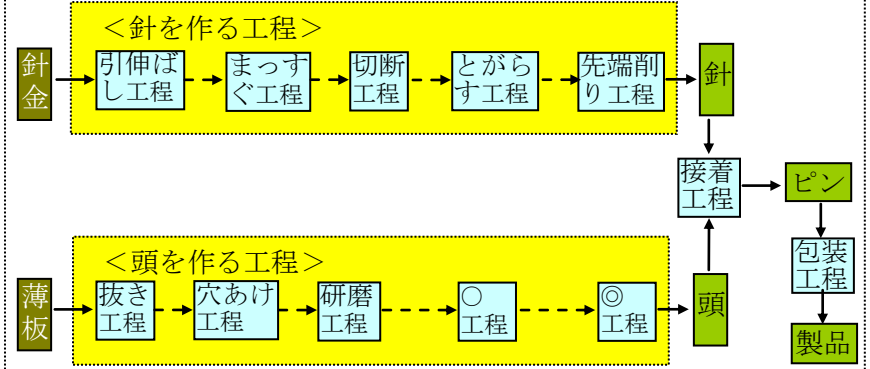 ＜針を作る工程＞
針
金
引伸ば
し工程
まっす
ぐ工程
切断
工程
とがら
す工程
先端削
り工程
針
接着
工程
ピン
包装
工程
製品
＜頭を作る工程＞
薄
板
抜き
工程
穴あけ
工程
研磨
工程
○
工程
◎
工程
頭